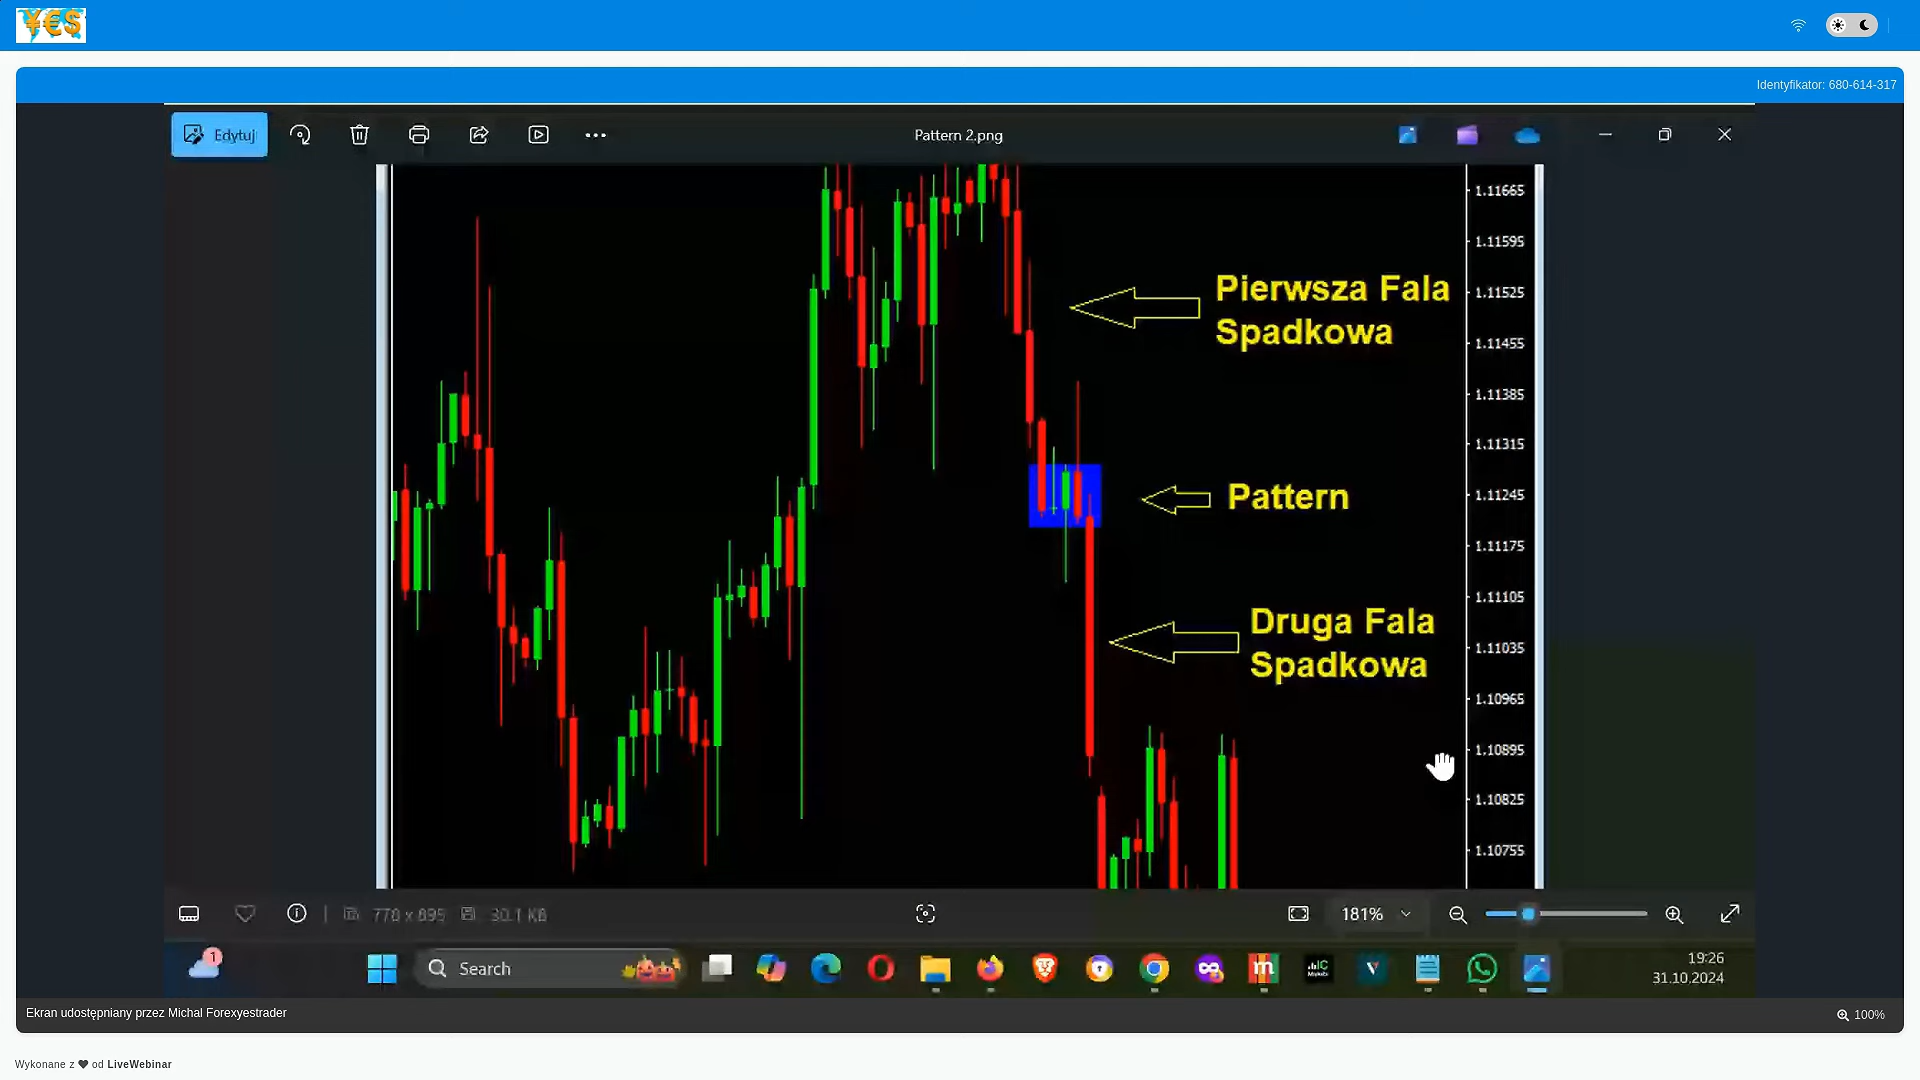 ¥€$
Identyfikator: 680-614-317
Edytuj
Pattern 2.png
1.11665
1.11595
Pierwsza Fala
Spadkowa
1.11525
1.11455
1.11385
1.11315
Pattern
1.11245
1.11175
1.11105
Druga Fala
Spadkowa
1.11035
1.10965
1.10895
1.10825
1.10755
770 x 695
30.1 KB
181%
1
Search
19:26
31.10.2024
Ekran udostępniany przez Michal Forexyestrader
100%
Wykonane z ❤ od LiveWebinar